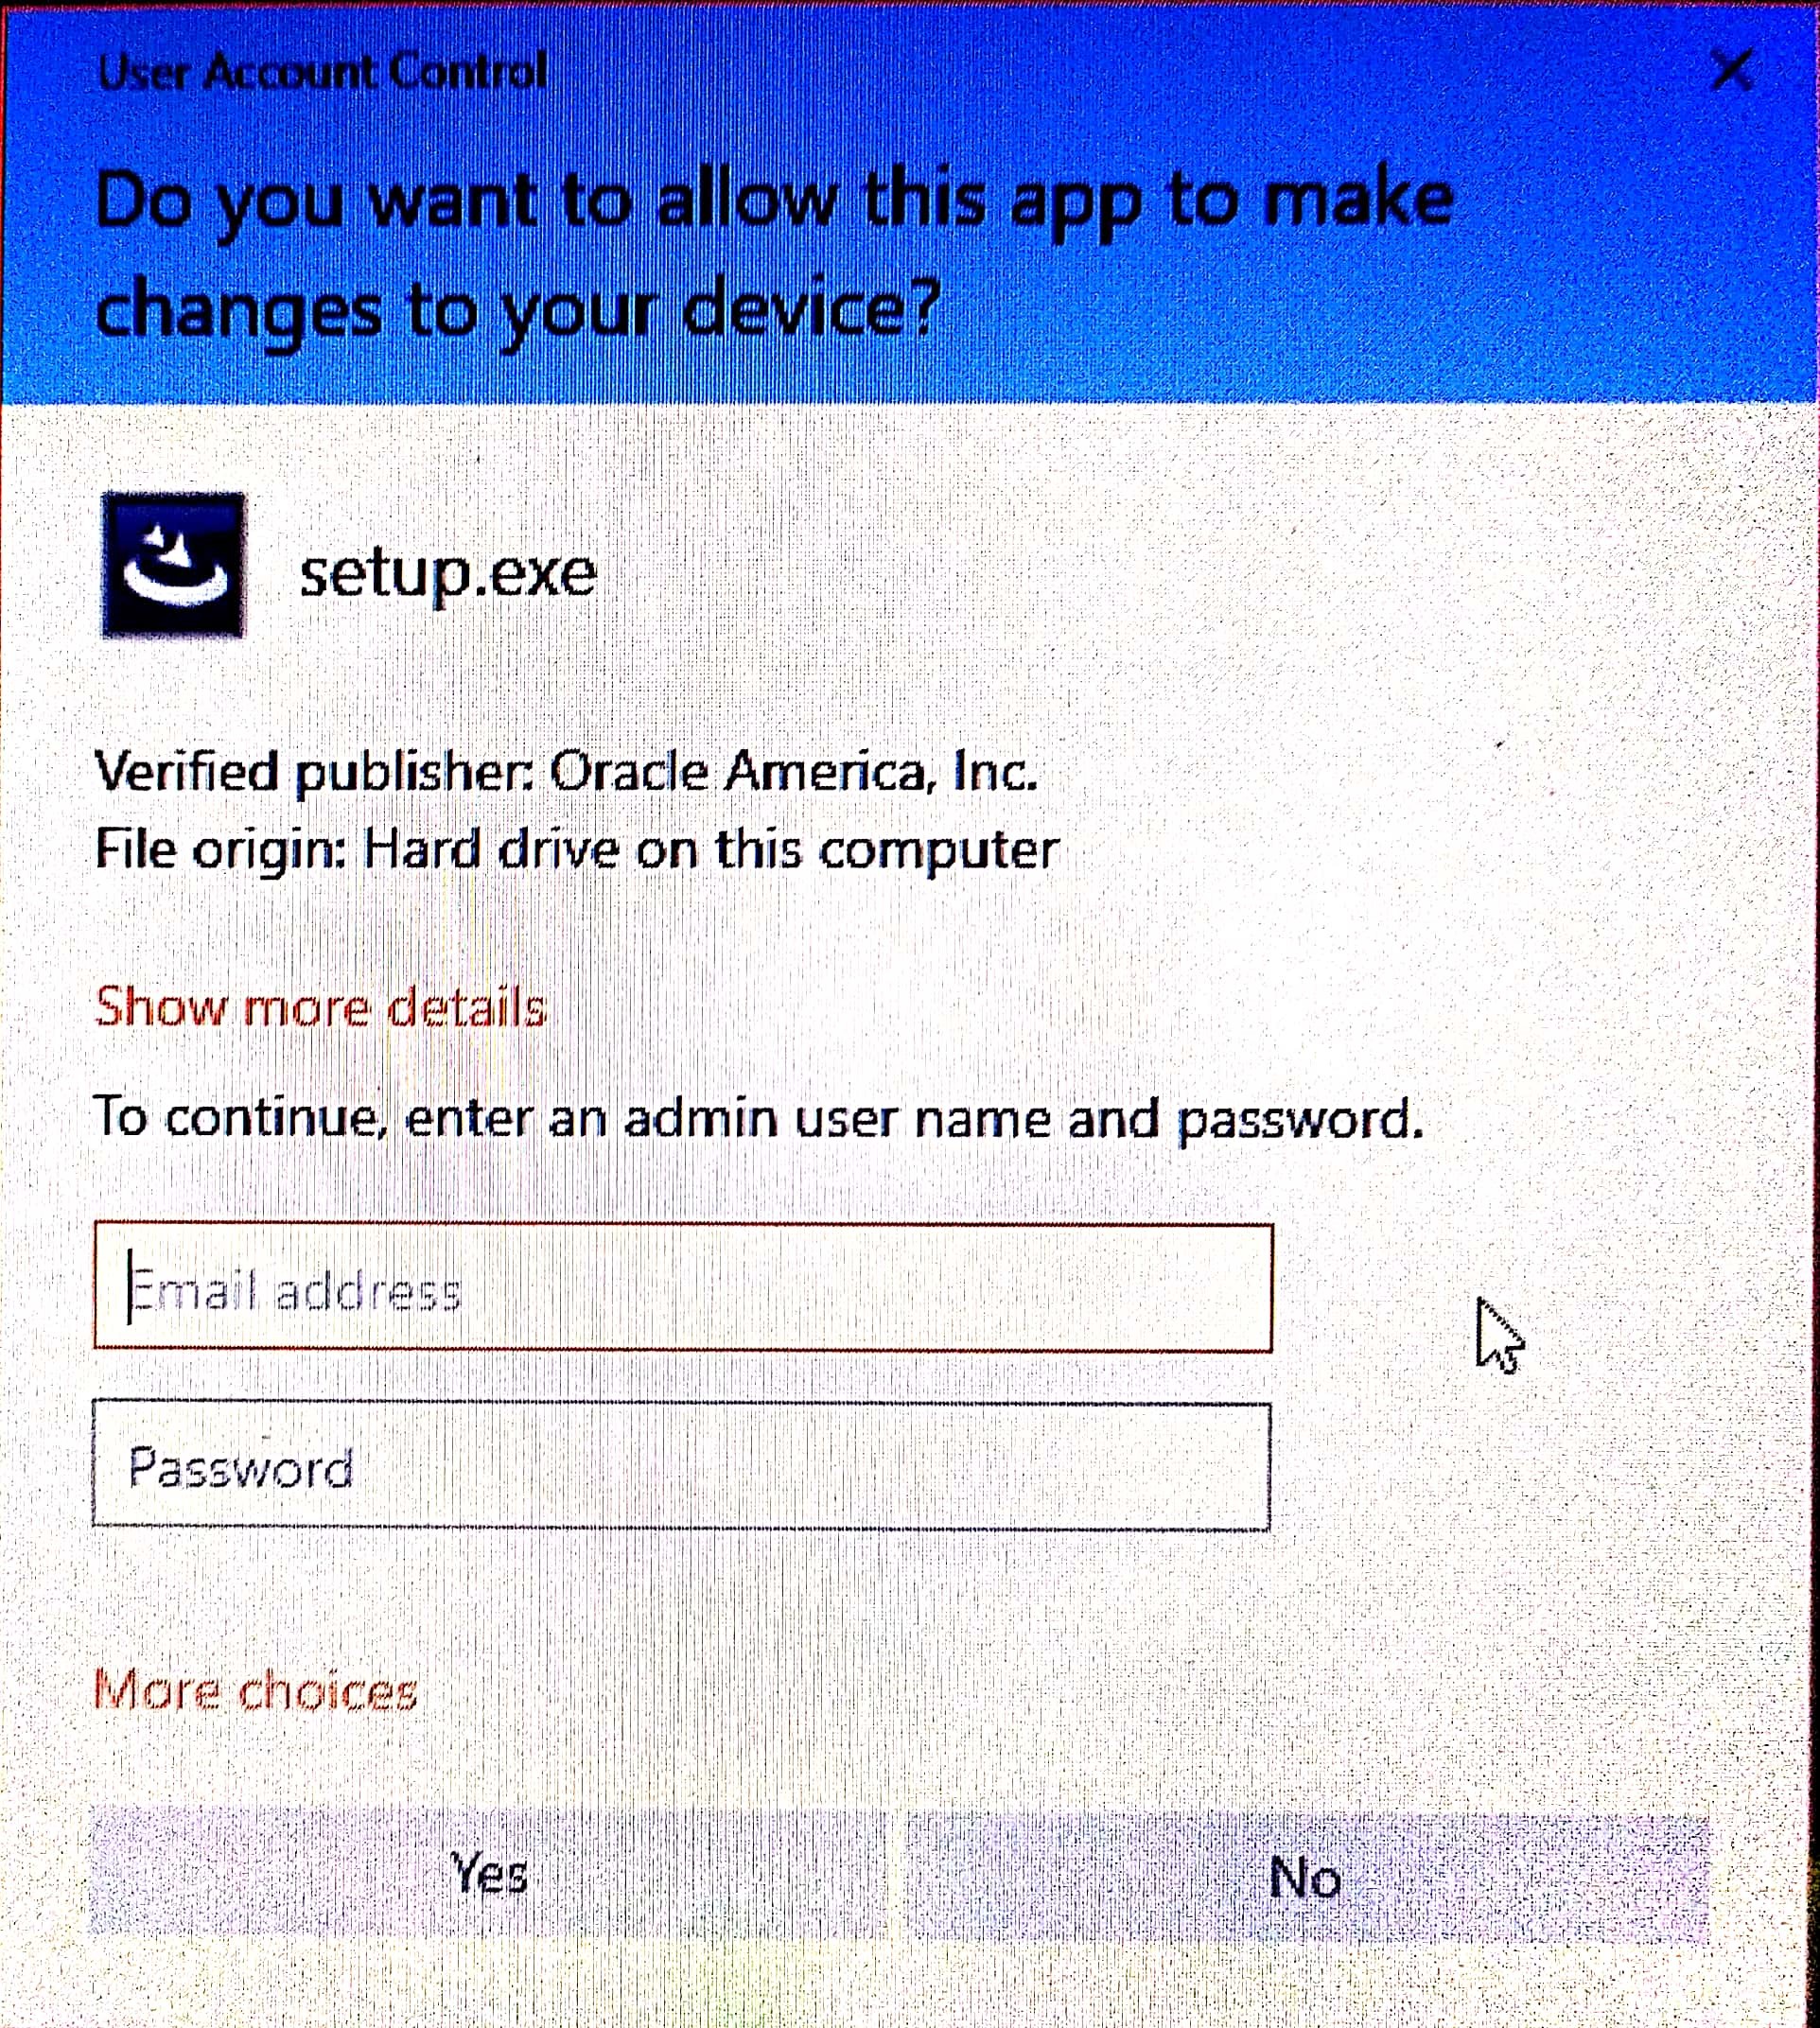 User Account Control
Do you want to allow this app to make
changes to your device?
setup.exe
Verified publisher: Oracle America, Inc.
File origin: Hard drive on this computer
Show more details
To continue, enter an admin user name and password.
Email address
Password
More choices
Yes
No